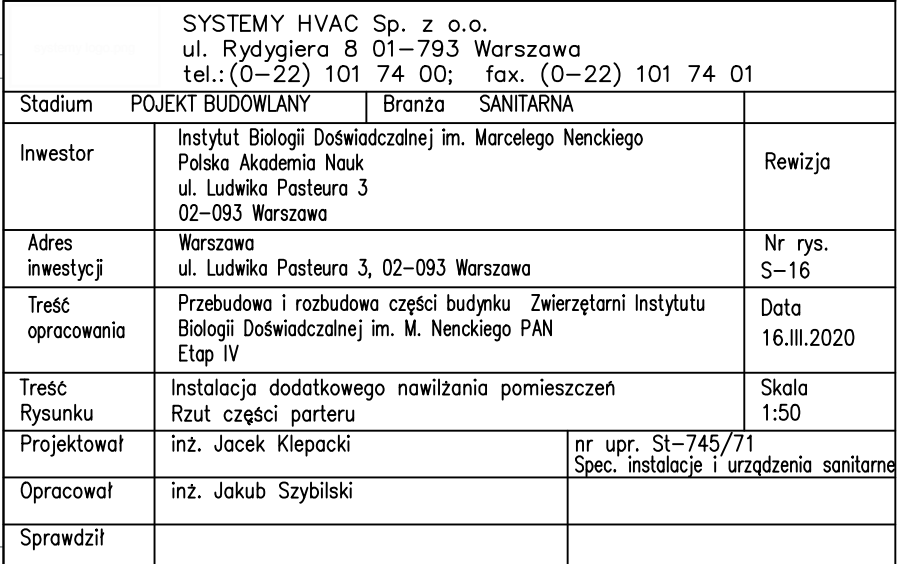 SYSTEMY HVAC Sp. z o.o.
ul. Rydygiera 8 01-793 Warszawa
tel.:(0-22) 101 74 00; fax. (0-22) 101 74 01
Stadium POJEKT BUDOWLANY Branża SANITARNA
Inwestor
Instytut Biologii Doświadczalnej im. Marcelego Nenckiego
Polska Akademia Nauk
ul. Ludwika Pasteura 3
02-093 Warszawa
Rewizja
Adres
inwestycji
Warszawa
ul. Ludwika Pasteura 3, 02-093 Warszawa
Nr rys.
S-16
Treść
opracowania
Przebudowa i rozbudowa części budynku Zwierzętarni Instytutu
Biologii Doświadczalnej im. M. Nenckiego PAN
Etap IV
Data
16.III.2020
Treść
Rysunku
Instalacja dodatkowego nawilżania pomieszczeń
Rzut części parteru
Skala
1:50
Projektował
inż. Jacek Klepacki
nr upr. St-745/71
Spec. instalacje i urządzenia sanitarne
Opracował
inż. Jakub Szybilski
Sprawdził